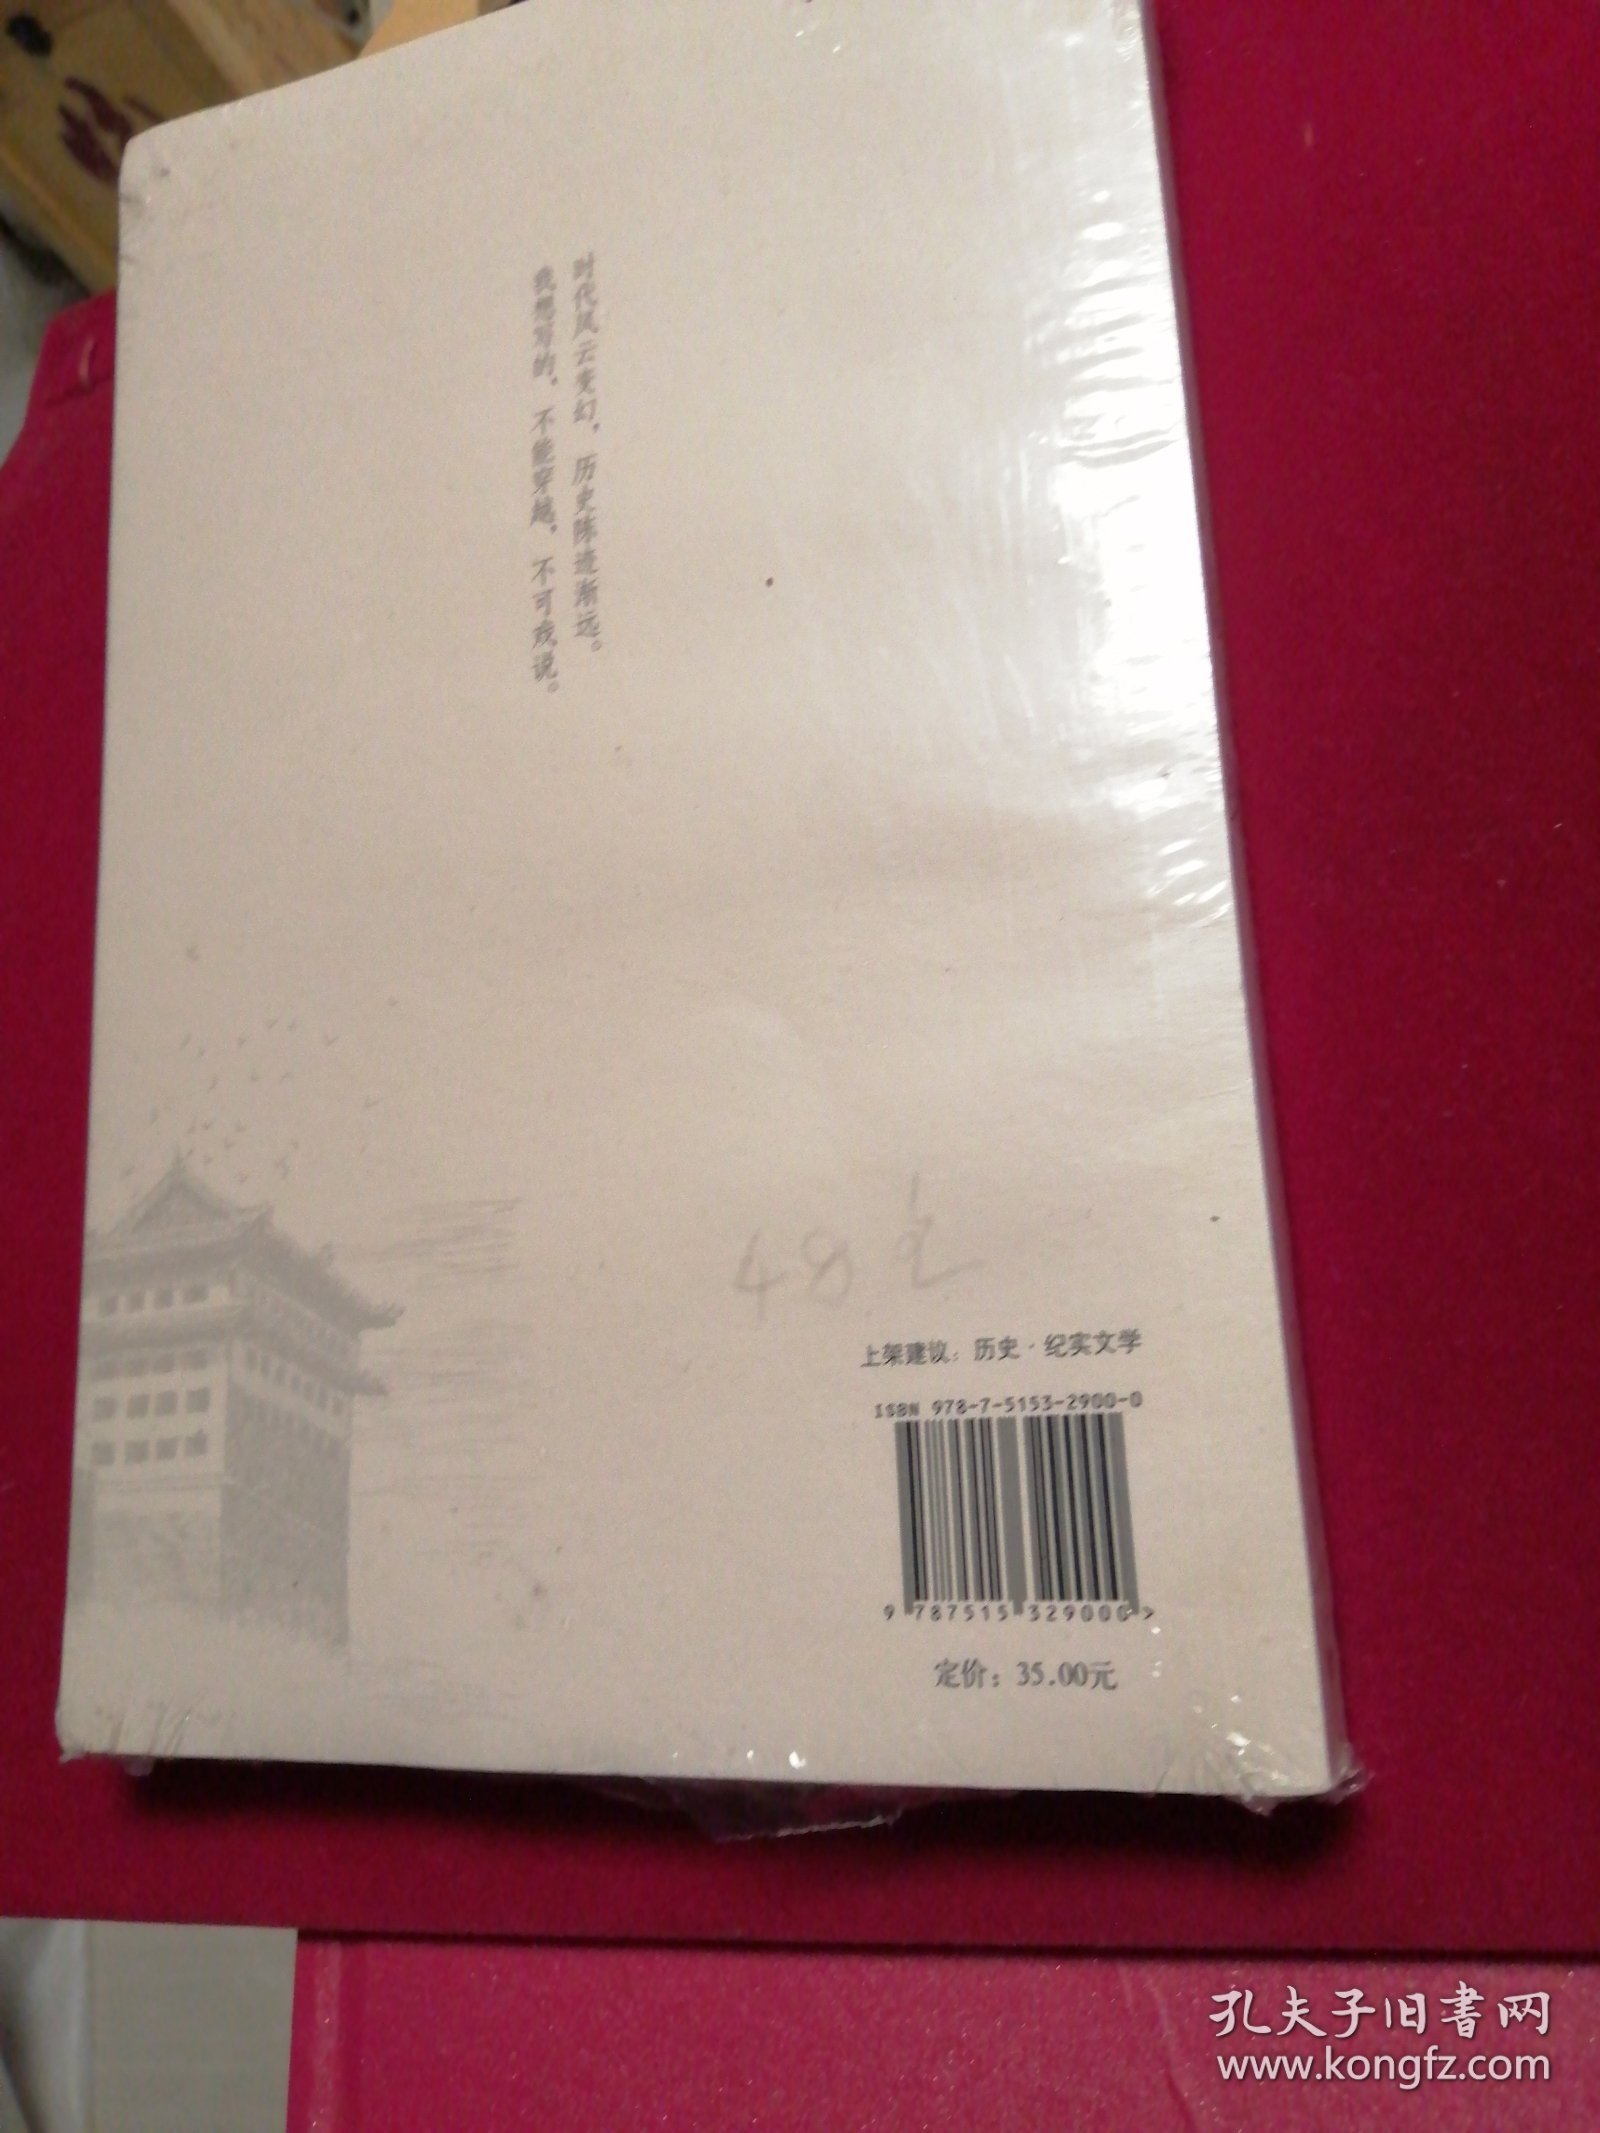 时代风云变幻，历史陈迹渐远。
我想写的，不能穿越，不可戏说。
48元
上架建议：历史·纪实文学
ISBN 978-7-5153-2900-0
9 787515 329000 >
定价：35.00元
孔夫子旧书网
www.kongfz.com